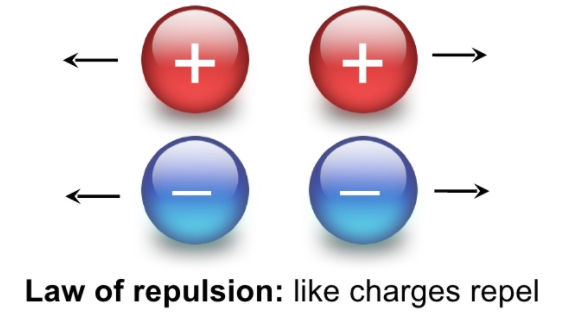 + +
− −
Law of repulsion: like charges repel